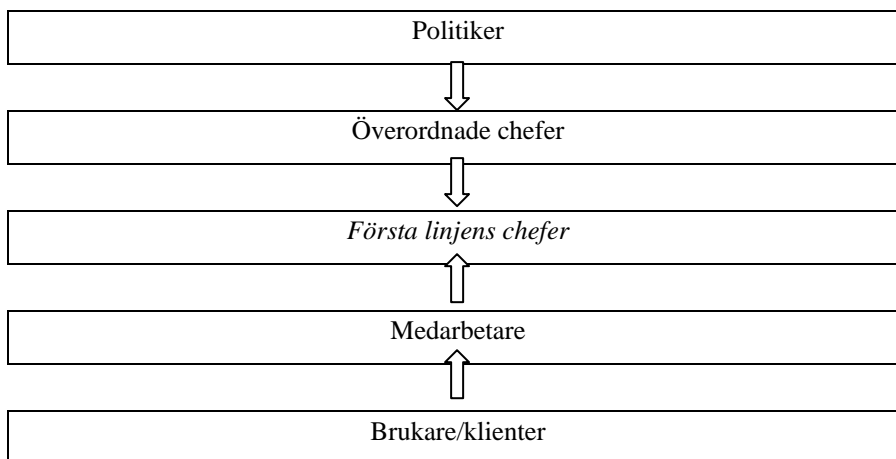 Politiker
Överordnade chefer
Första linjens chefer
Medarbetare
Brukare/klienter